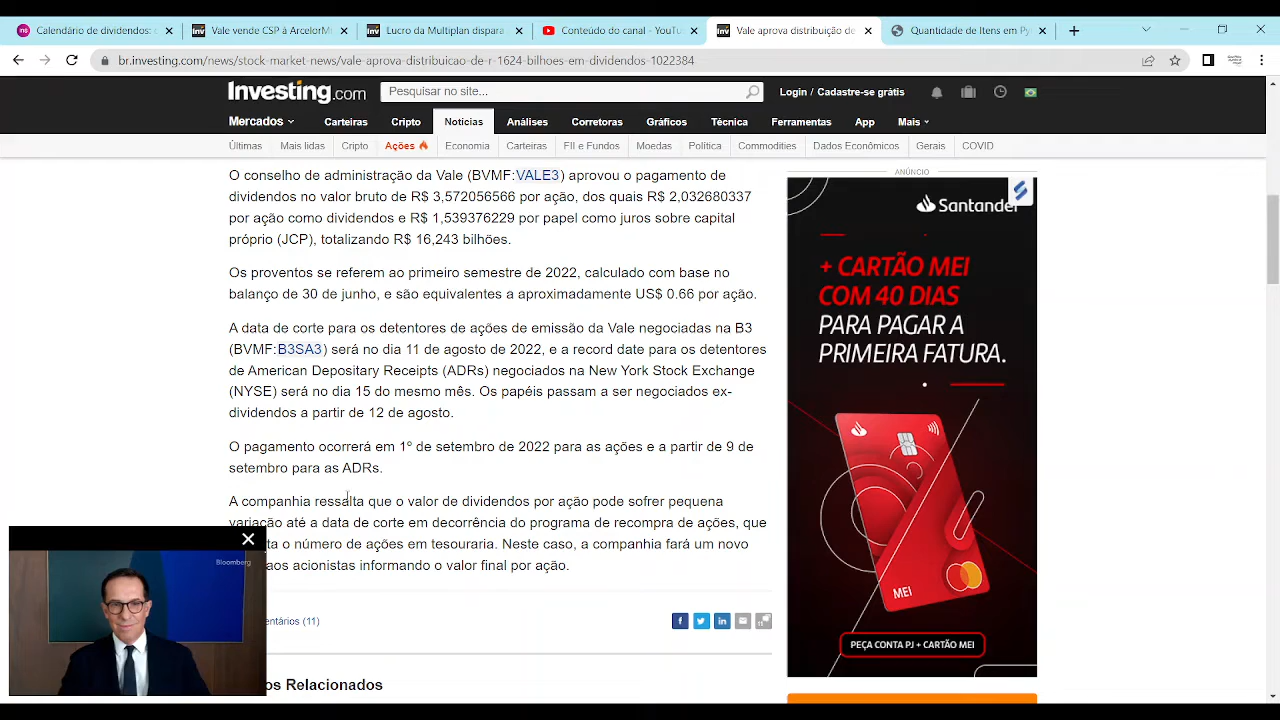 Calendário de dividendos: c
Vale vende CSP à ArcelorM
Lucro da Multiplan dispara
Conteúdo do canal - YouTu
Vale aprova distribuição de
Quantidade de Itens em Py
br.investing.com/news/stock-market-news/vale-aprova-distribuicao-de-r-1624-bilhoes-em-dividendos-1022384
Investing.com
Pesquisar no site...
Login / Cadastre-se grátis
Mercados Carteiras Cripto Notícias Análises Corretoras Gráficos Técnica Ferramentas App Mais
Últimas Mais lidas Cripto Ações Economia Carteiras FII e Fundos Moedas Política Commodities Dados Econômicos Gerais COVID
O conselho de administração da Vale (BVMF:VALE3) aprovou o pagamento de
dividendos no valor bruto de R$ 3,572056566 por ação, dos quais R$ 2,032680337
por ação como dividendos e R$ 1,539376229 por papel como juros sobre capital
próprio (JCP), totalizando R$ 16,243 bilhões.
Os proventos se referem ao primeiro semestre de 2022, calculado com base no
balanço de 30 de junho, e são equivalentes a aproximadamente US$ 0.66 por ação.
A data de corte para os detentores de ações de emissão da Vale negociadas na B3
(BVMF:B3SA3) será no dia 11 de agosto de 2022, e a record date para os detentores
de American Depositary Receipts (ADRs) negociados na New York Stock Exchange
(NYSE) será no dia 15 do mesmo mês. Os papéis passam a ser negociados ex-
dividendos a partir de 12 de agosto.
O pagamento ocorrerá em 1º de setembro de 2022 para as ações e a partir de 9 de
setembro para as ADRs.
A companhia ressalta que o valor de dividendos por ação pode sofrer pequena
variação até a data de corte em decorrência do programa de recompra de ações, que
ta o número de ações em tesouraria. Neste caso, a companhia fará um novo
aos acionistas informando o valor final por ação.
entários (11)
11
os Relacionados
Bloomberg
ANÚNCIO
Santander
+ CARTÃO MEI
COM 40 DIAS
PARA PAGAR A
PRIMEIRA FATURA.
MEI
PEÇA CONTA PJ + CARTÃO MEI